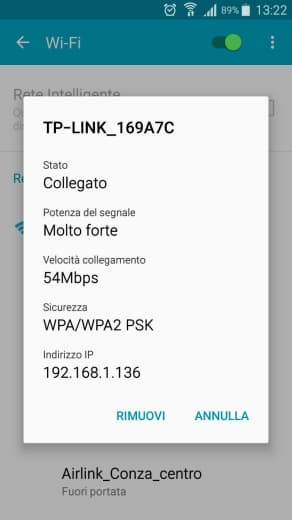 89% 13:22
Wi-Fi
Rete Intelligente
TP-LINK_169A7C
Stato
Collegato
Potenza del segnale
Molto forte
Velocità collegamento
54Mbps
Sicurezza
WPA/WPA2 PSK
Indirizzo IP
192.168.1.136
RIMUOVI ANNULLA
Airlink_Conza_centro
Fuori portata